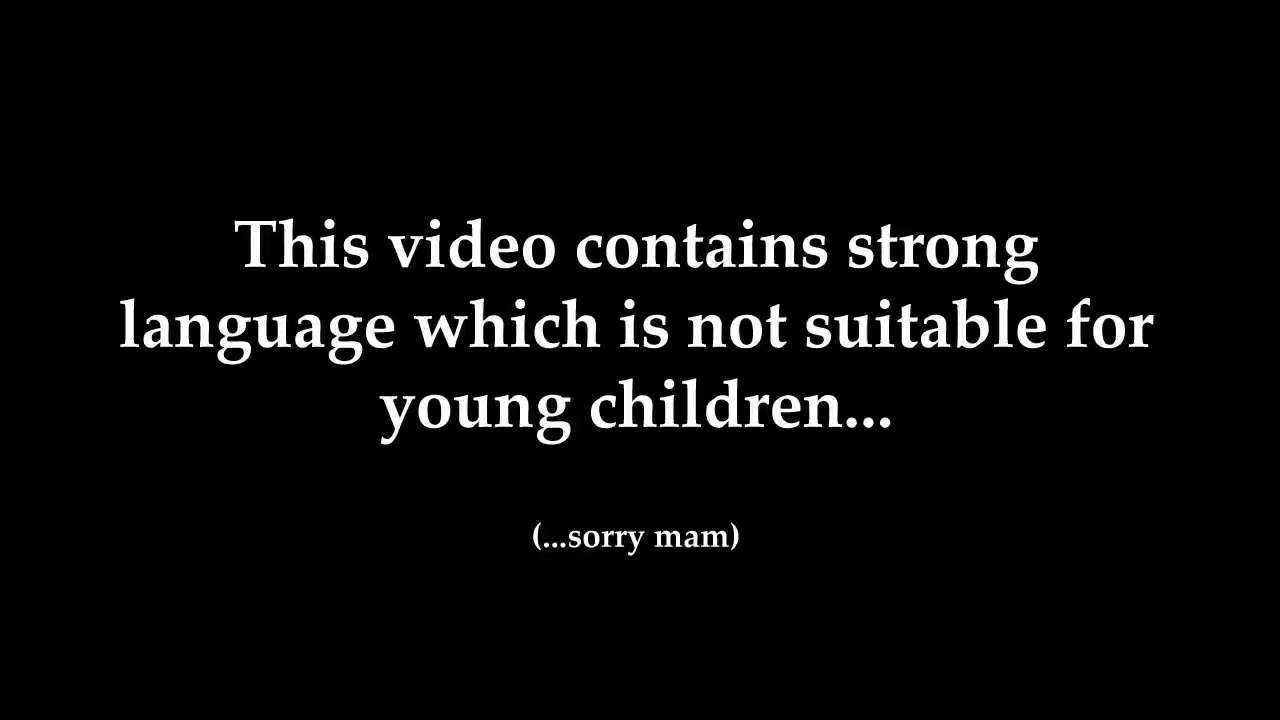 This video contains strong
language which is not suitable for
young children...
(...sorry mam)